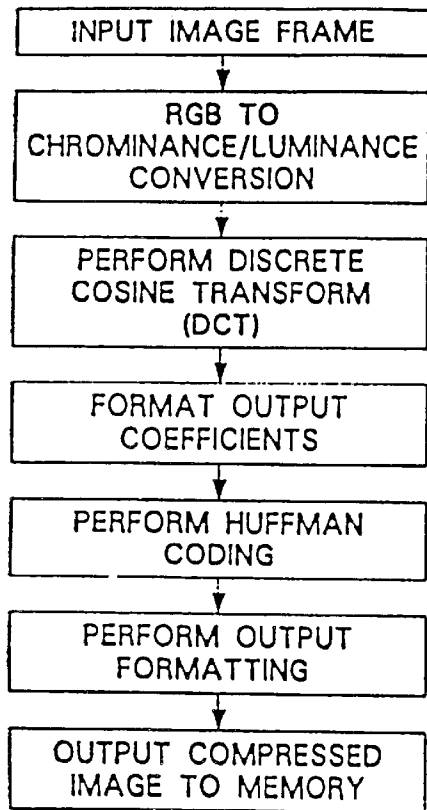 INPUT IMAGE FRAME
RGB TO
CHROMINANCE/LUMINANCE
CONVERSION
PERFORM DISCRETE
COSINE TRANSFORM
(DCT)
FORMAT OUTPUT
COEFFICIENTS
PERFORM HUFFMAN
CODING
PERFORM OUTPUT
FORMATTING
OUTPUT COMPRESSED
IMAGE TO MEMORY